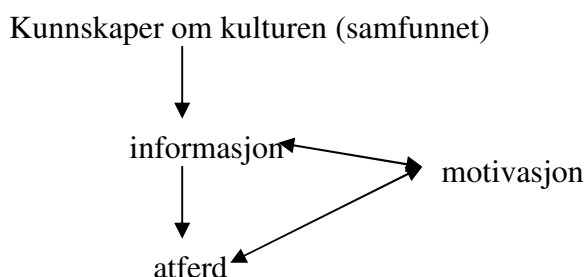 Kunnskaper om kulturen (samfunnet)
informasjon
motivasjon
atferd